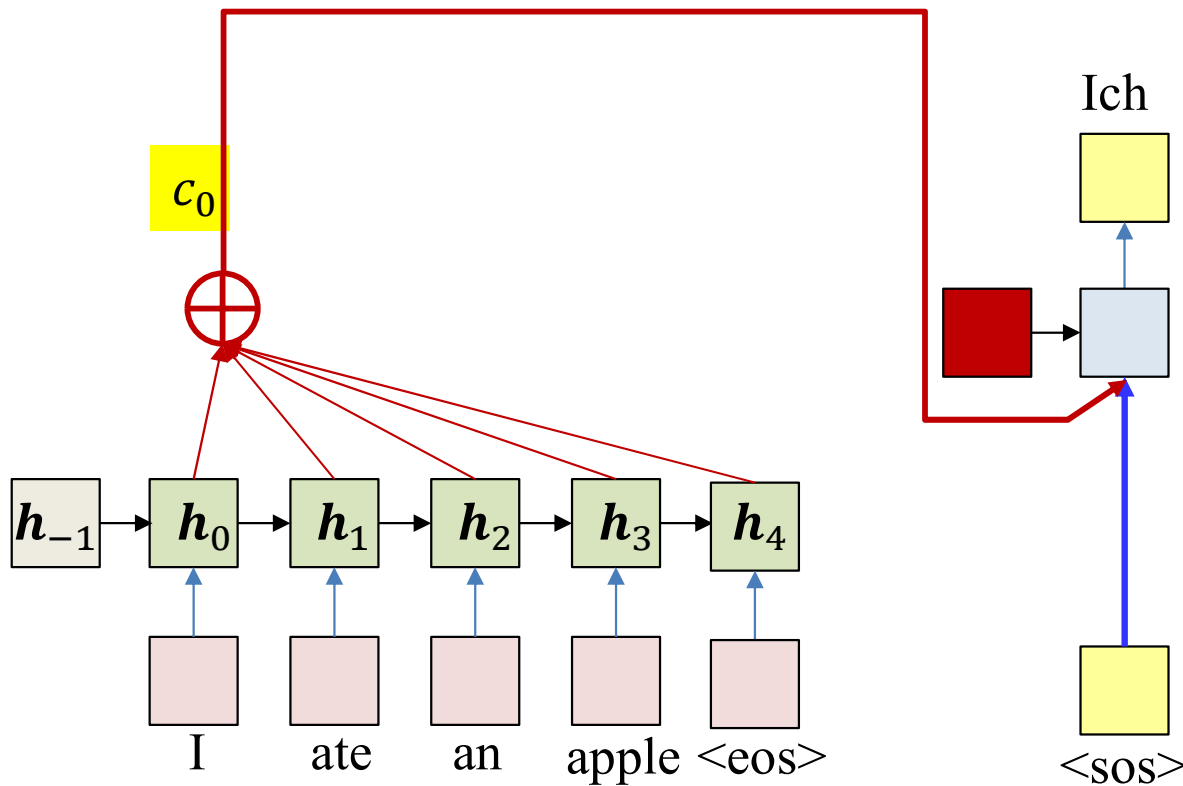 Ich
c₀
h₋₁ h₀ h₁ h₂ h₃ h₄
I ate an apple <eos> <sos>